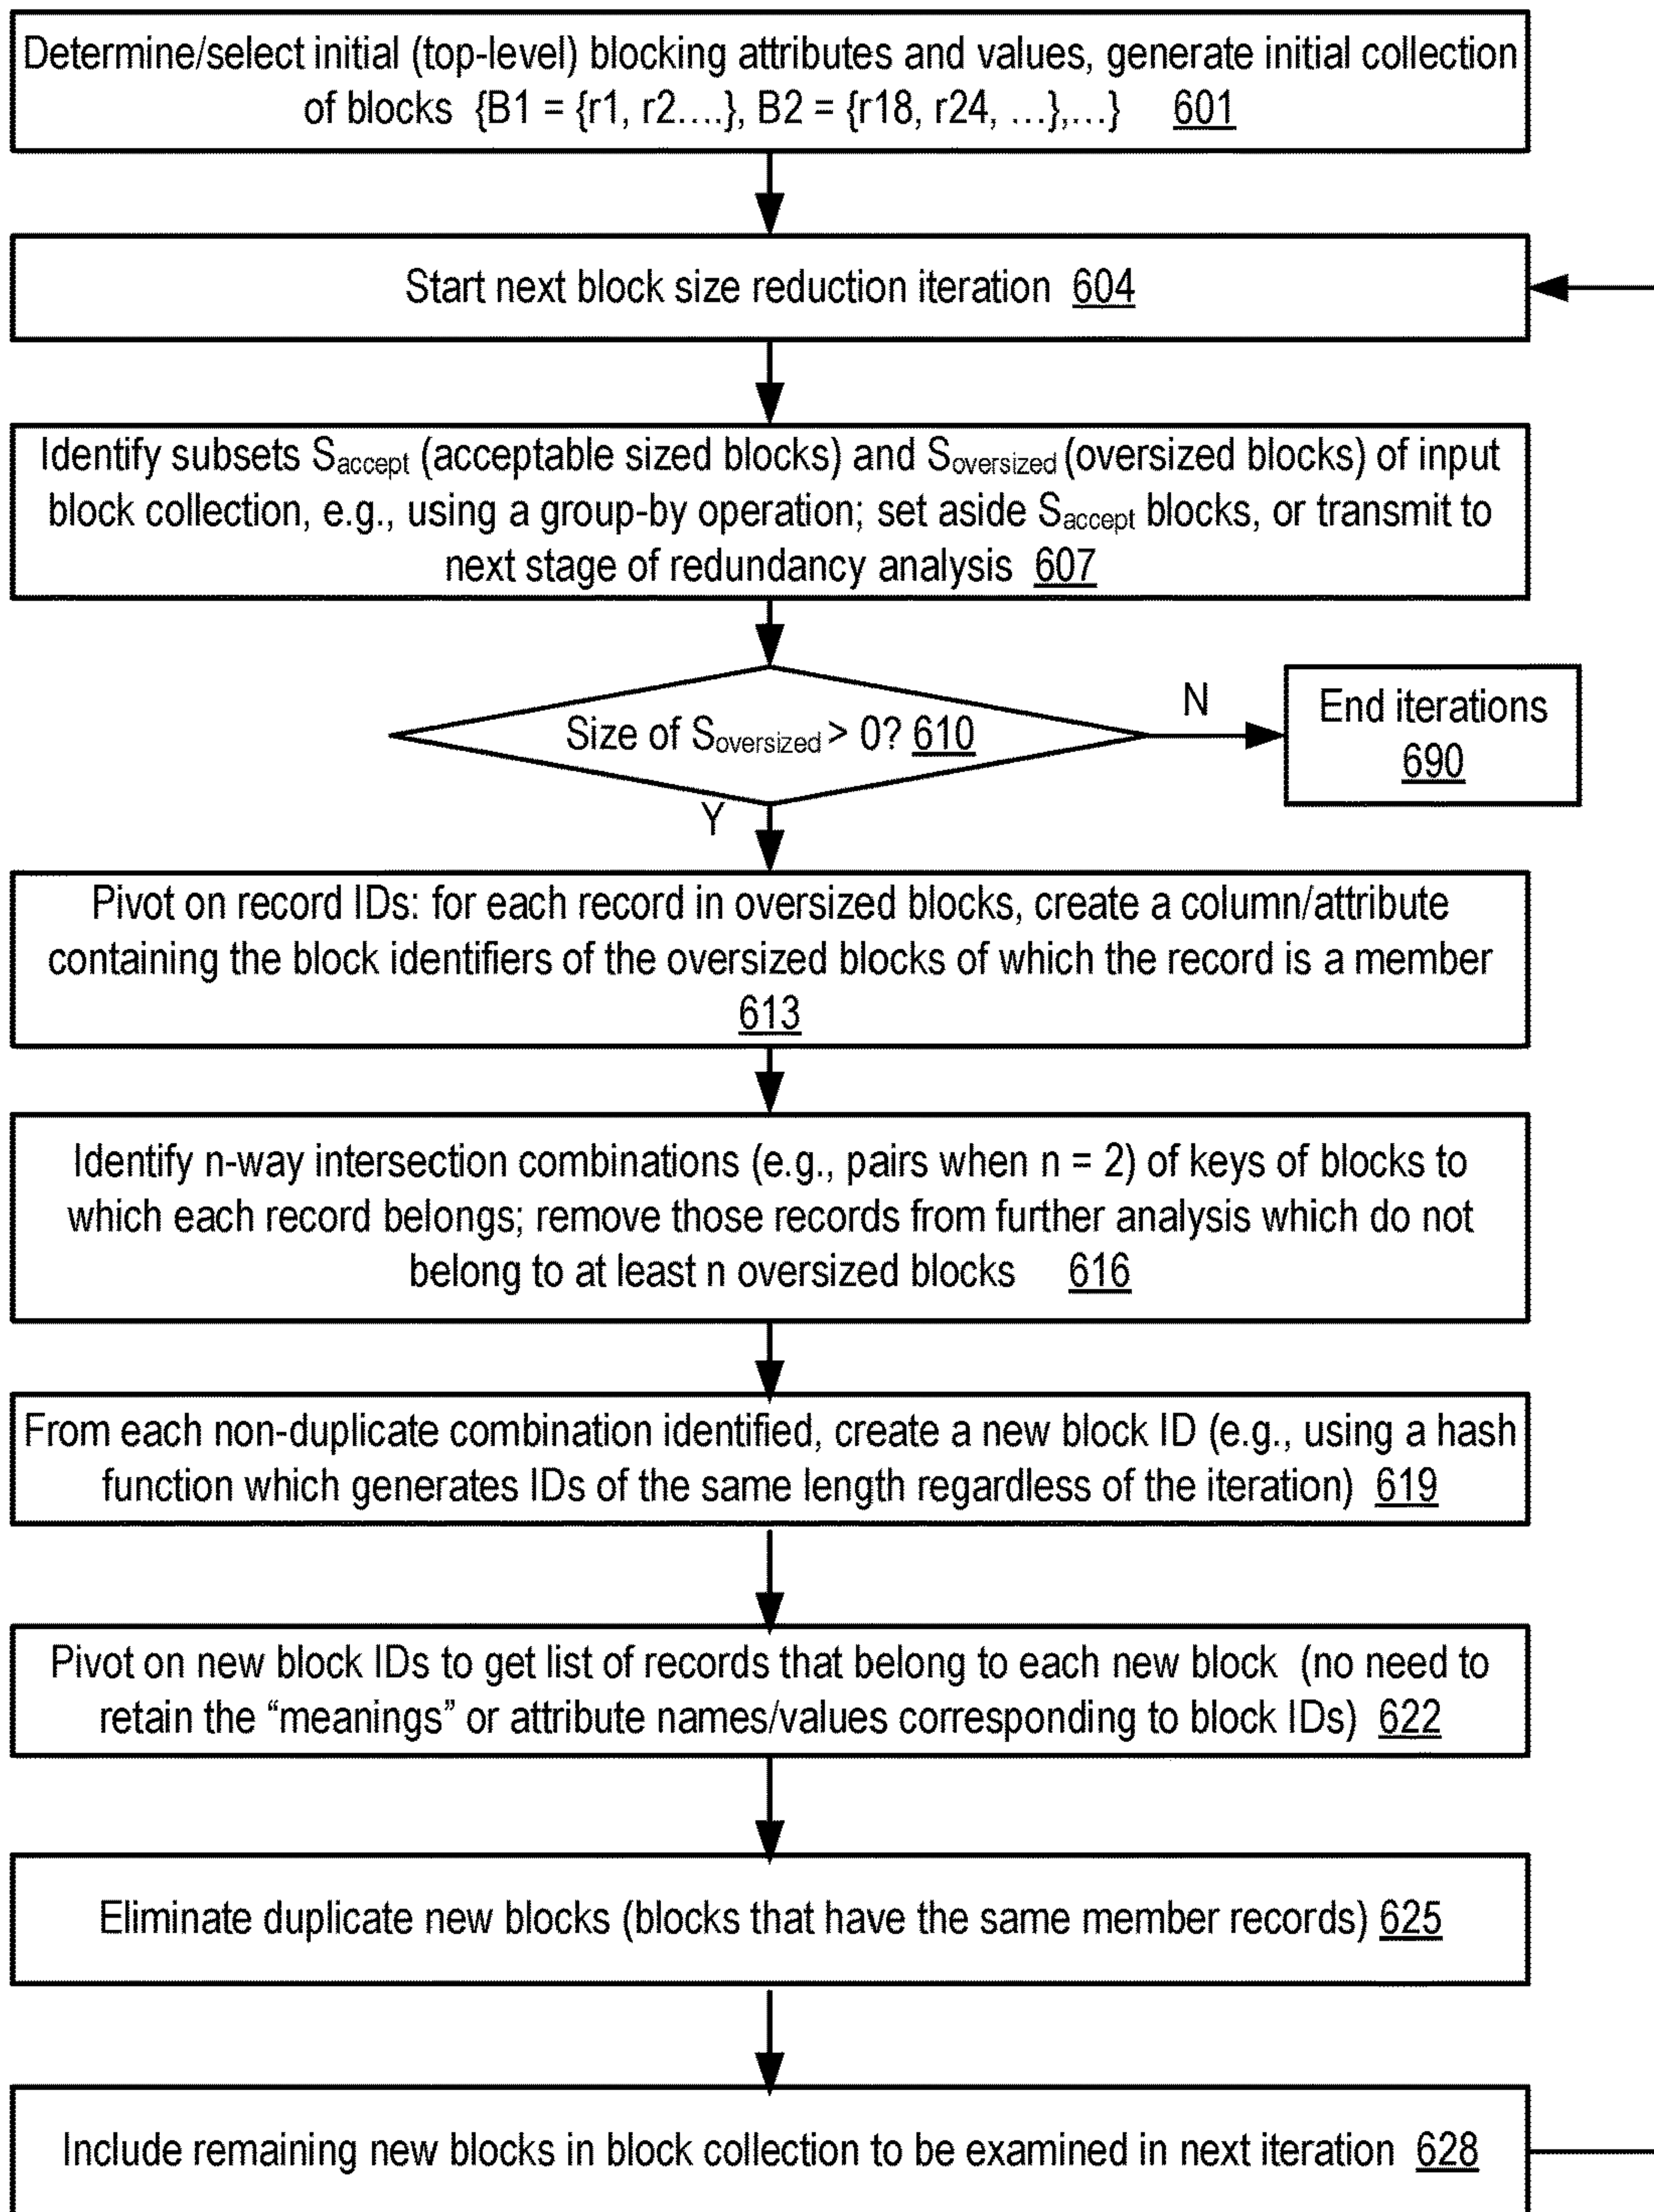 Determine/select initial (top-level) blocking attributes and values, generate initial collection
of blocks {B1 = {r1, r2….}, B2 = {r18, r24, …},…} 601
Start next block size reduction iteration 604
Identify subsets Saccept (acceptable sized blocks) and Soversized (oversized blocks) of input
block collection, e.g., using a group-by operation; set aside Saccept blocks, or transmit to
next stage of redundancy analysis 607
Size of Soversized > 0? 610
N
End iterations
690
Y
Pivot on record IDs: for each record in oversized blocks, create a column/attribute
containing the block identifiers of the oversized blocks of which the record is a member
613
Identify n-way intersection combinations (e.g., pairs when n = 2) of keys of blocks to
which each record belongs; remove those records from further analysis which do not
belong to at least n oversized blocks 616
From each non-duplicate combination identified, create a new block ID (e.g., using a hash
function which generates IDs of the same length regardless of the iteration) 619
Pivot on new block IDs to get list of records that belong to each new block (no need to
retain the “meanings” or attribute names/values corresponding to block IDs) 622
Eliminate duplicate new blocks (blocks that have the same member records) 625
Include remaining new blocks in block collection to be examined in next iteration 628